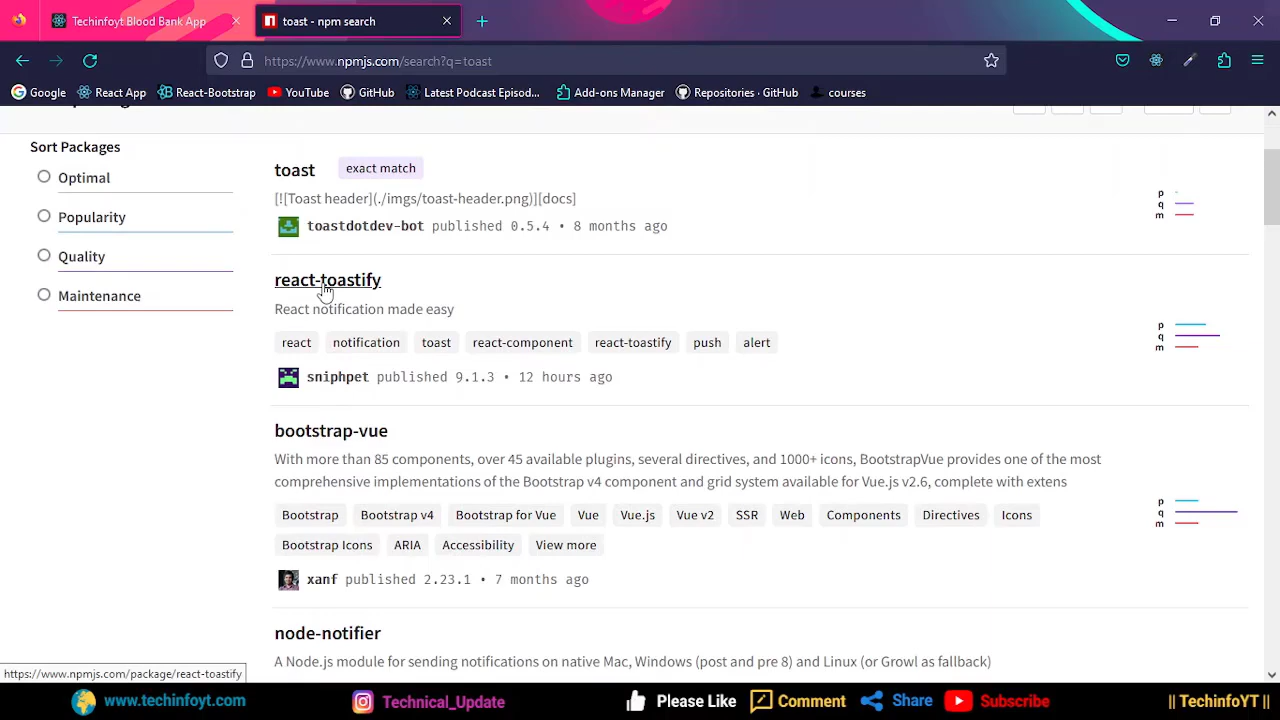 Techinfoyt Blood Bank App
toast - npm search
https://www.npmjs.com/search?q=toast
Google
React App
React-Bootstrap
YouTube
GitHub
Latest Podcast Episod...
Add-ons Manager
Repositories · GitHub
courses
Sort Packages
Optimal
Popularity
Quality
Maintenance
toast
exact match
[![Toast header](./imgs/toast-header.png)][docs]
toastdotdev-bot published 0.5.4 • 8 months ago
p
q
m
react-toastify
React notification made easy
react notification toast react-component react-toastify push alert
sniphpet published 9.1.3 • 12 hours ago
p
q
m
bootstrap-vue
With more than 85 components, over 45 available plugins, several directives, and 1000+ icons, BootstrapVue provides one of the most
comprehensive implementations of the Bootstrap v4 component and grid system available for Vue.js v2.6, complete with extens
Bootstrap Bootstrap v4 Bootstrap for Vue Vue Vue.js Vue v2 SSR Web Components Directives Icons
Bootstrap Icons ARIA Accessibility View more
xanf published 2.23.1 • 7 months ago
p
q
m
node-notifier
A Node.js module for sending notifications on native Mac, Windows (post and pre 8) and Linux (or Growl as fallback)
https://www.npmjs.com/package/react-toastify
www.techinfoyt.com
Technical_Update
Please Like
Comment
Share
Subscribe
|| TechinfoYT ||